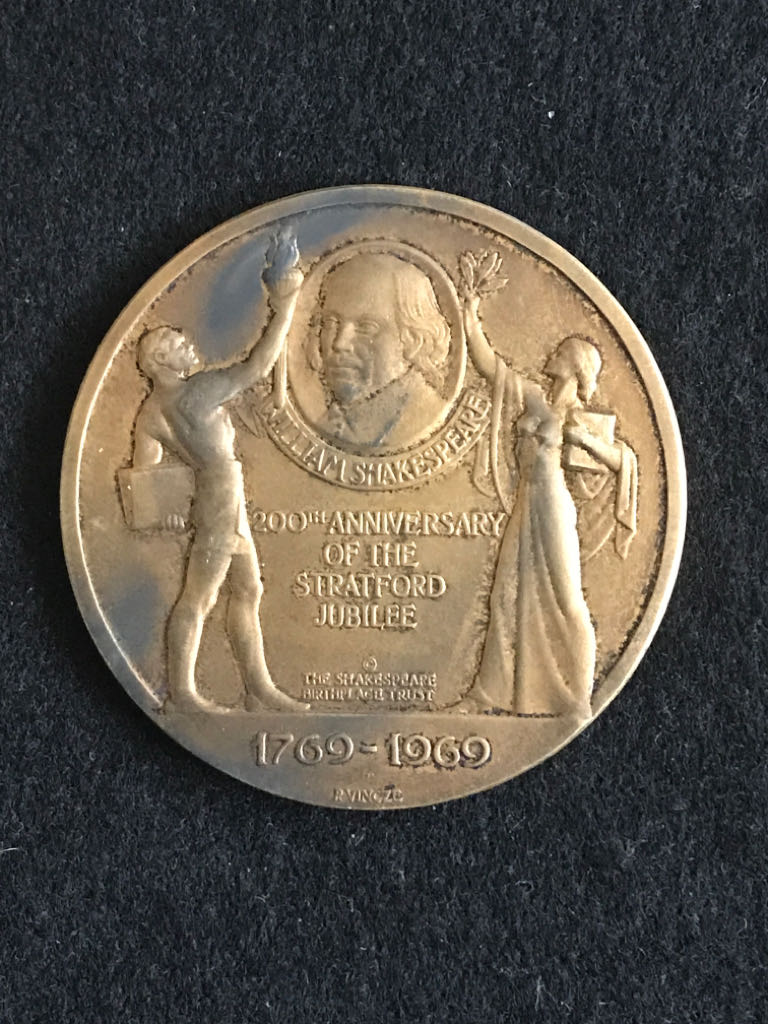 WILLIAM SHAKESPEARE
200TH ANNIVERSARY
OF THE
STRATFORD
JUBILEE
©
THE SHAKESPEARE
BIRTHPLACE TRUST
1769-1969
P.VINCZE